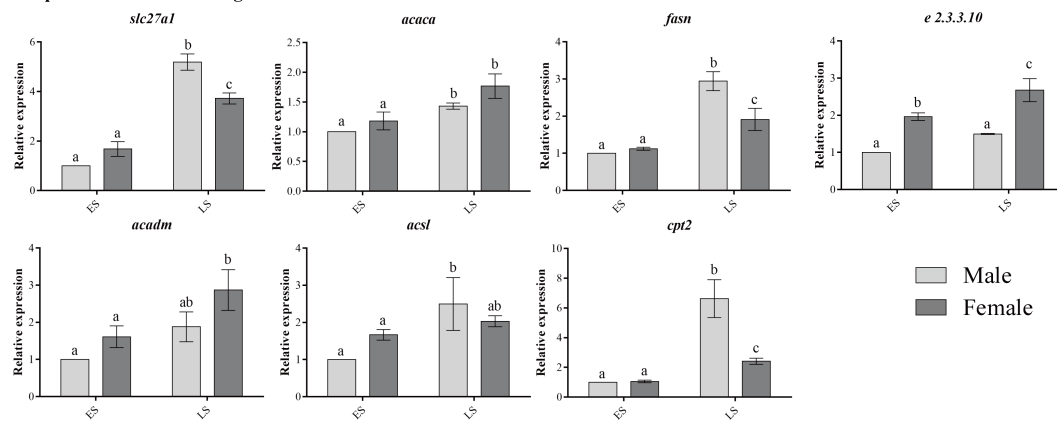 slc27a1
acaca
fasn
e 2.3.3.10
Relative expression
6
4
2
0
a
a
b
c
ES
LS
Relative expression
2.5
2.0
1.5
1.0
0.5
0.0
a
a
b
b
ES
LS
Relative expression
4
3
2
1
0
a
a
b
c
ES
LS
Relative expression
4
3
2
1
0
a
b
a
c
ES
LS
acadm
acsl
cpt2
Relative expression
4
3
2
1
0
a
a
ab
b
ES
LS
Relative expression
4
3
2
1
0
a
a
b
ab
ES
LS
Relative expression
10
8
6
4
2
0
a
a
b
c
ES
LS
Male
Female